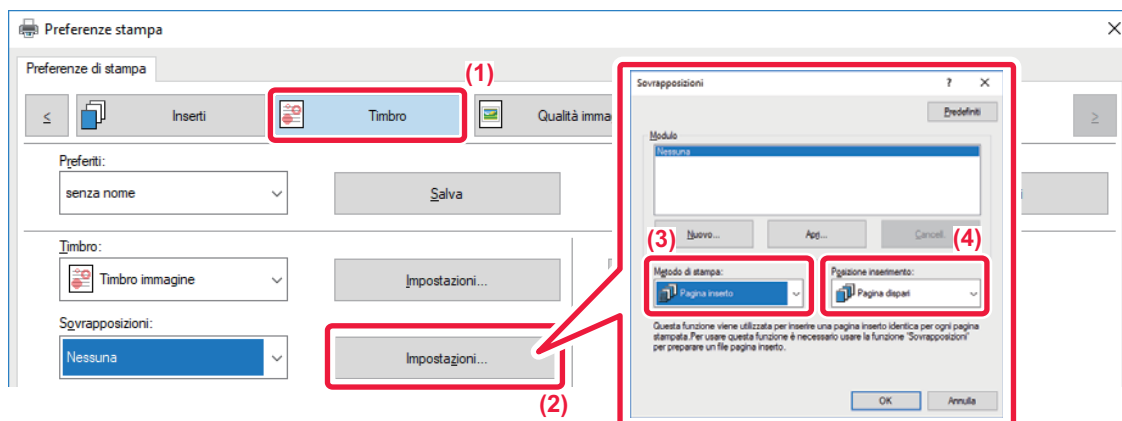 Preferenze stampa
Preferenze di stampa
(1)
<
Inserti
Timbro
Qualità imma
>
Preferiti:
senza nome
Salva
i
Timbro:
Timbro immagine
Impostazioni...
Sovrapposizioni:
Nessuna
Impostazioni...
(2)
Sovrapposizioni
?
Predefiniti
Modulo
Nessuna
Nuovo...
Apri...
Cancell.
(3)
(4)
Metodo di stampa:
Pagina inserto
Posizione inserimento:
Pagina dispari
Questa funzione viene utilizzata per inserire una pagina inserto identica per ogni pagina
stampata.Per usare questa funzione è necessario usare la funzione "Sovrapposizioni"
per preparare un file pagina inserto.
OK
Annulla